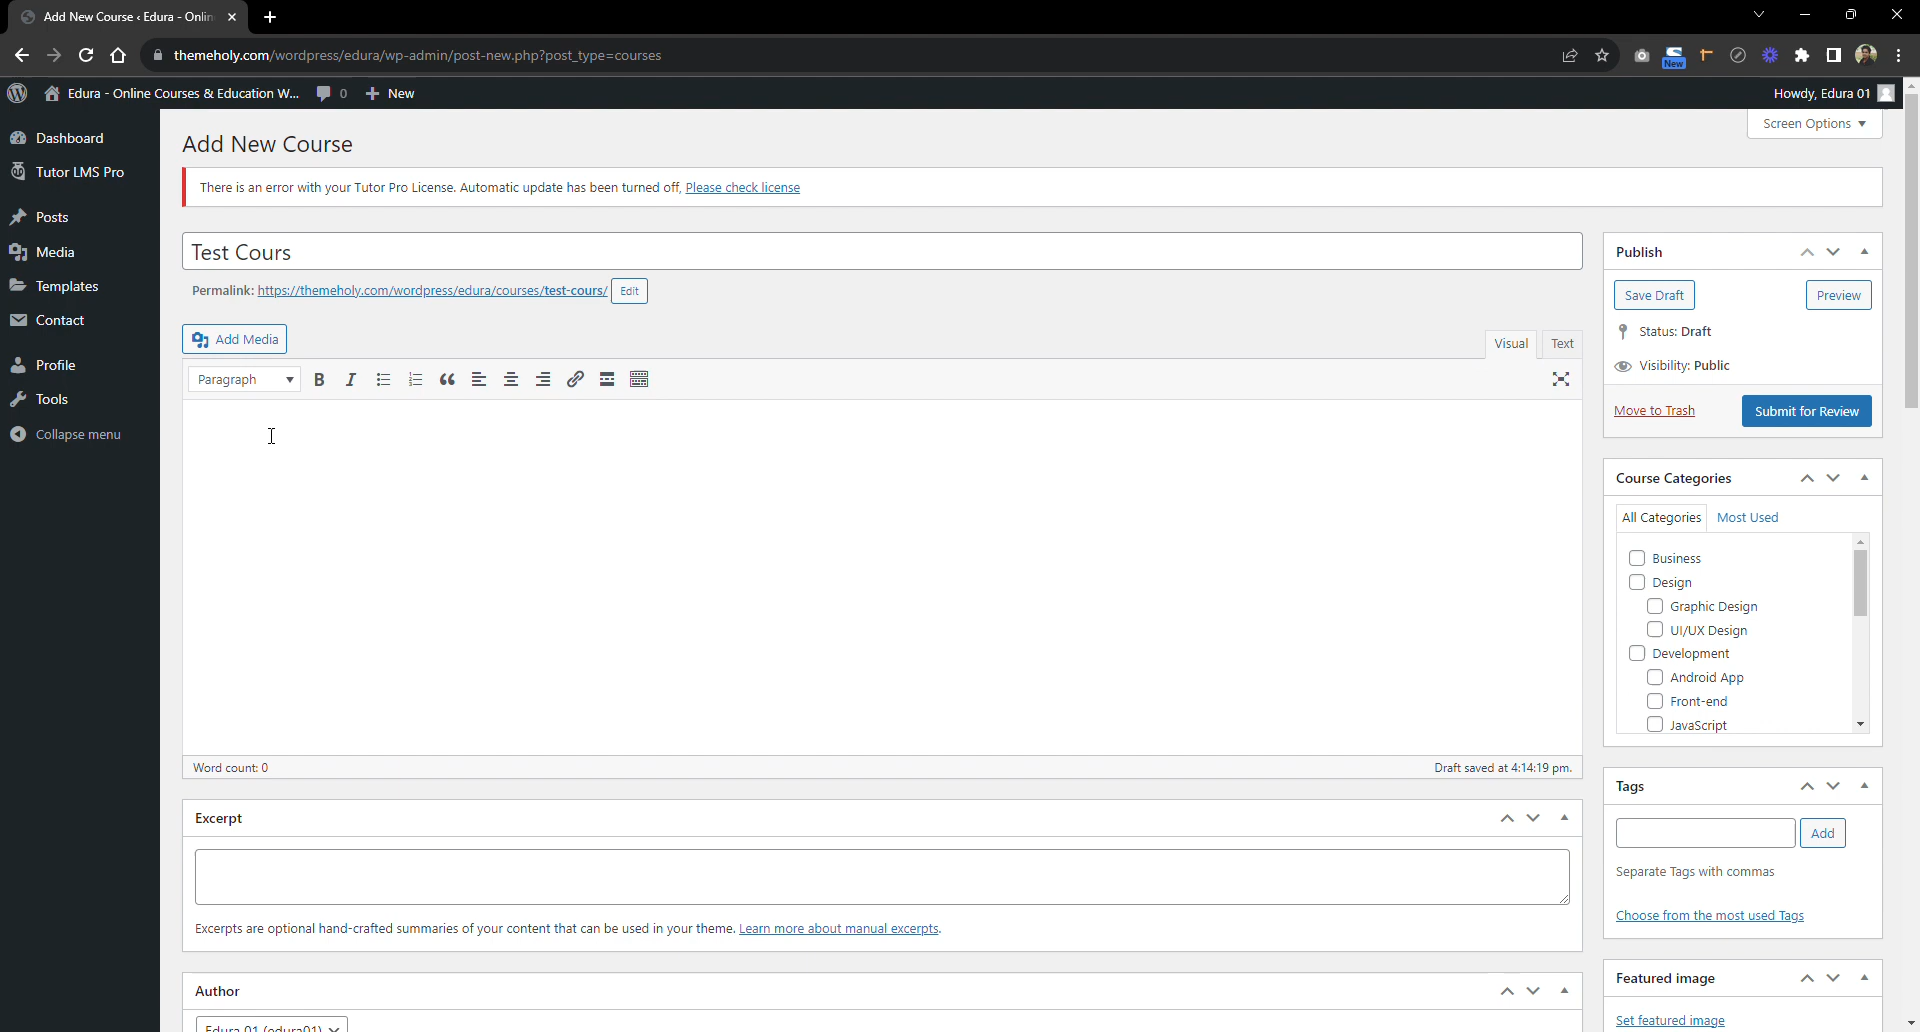 Add New Course ‹ Edura - Onlin
themeholy.com/wordpress/edura/wp-admin/post-new.php?post_type=courses
New
Edura - Online Courses & Education W...
0
New
Howdy, Edura 01
Screen Options
Dashboard
Tutor LMS Pro
Posts
Media
Templates
Contact
Profile
Tools
Collapse menu
Add New Course
There is an error with your Tutor Pro License. Automatic update has been turned off, Please check license
Test Cours
Permalink: https://themeholy.com/wordpress/edura/courses/test-cours/ Edit
Add Media
Visual Text
Paragraph
Word count: 0
Draft saved at 4:14:19 pm.
Excerpt
Excerpts are optional hand-crafted summaries of your content that can be used in your theme. Learn more about manual excerpts.
Author
Edura 01 (edura01)
Publish
Save Draft
Preview
Status: Draft
Visibility: Public
Move to Trash
Submit for Review
Course Categories
All Categories Most Used
Business
Design
Graphic Design
UI/UX Design
Development
Android App
Front-end
JavaScript
Tags
Add
Separate Tags with commas
Choose from the most used Tags
Featured image
Set featured image